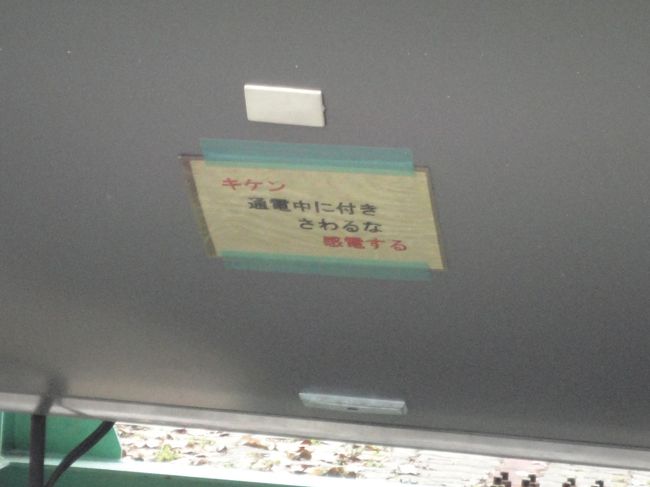 キケン
通電中に付き
さわるな
感電する